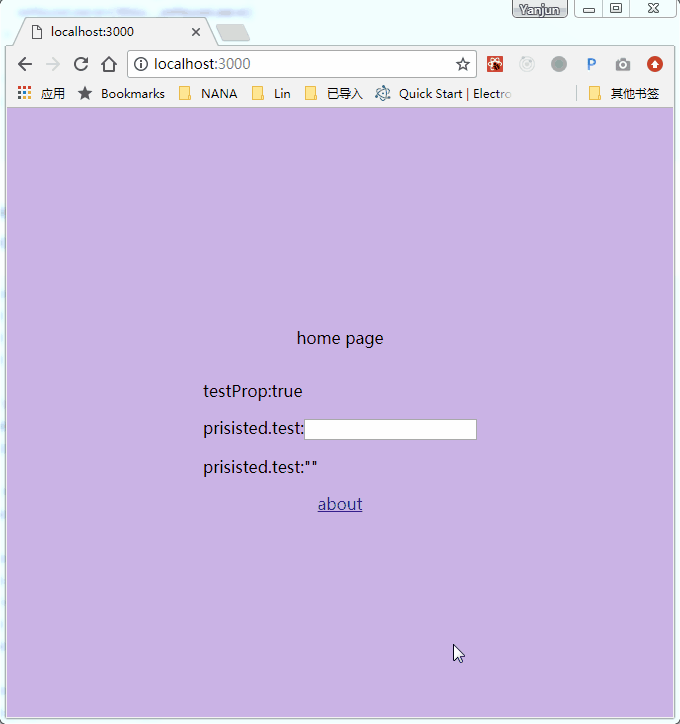 Yanjun
localhost:3000
localhost:3000
应用 Bookmarks NANA Lin 已导入 Quick Start | Electro 其他书签
home page
testProp:true
prisisted.test:
prisisted.test:""
about